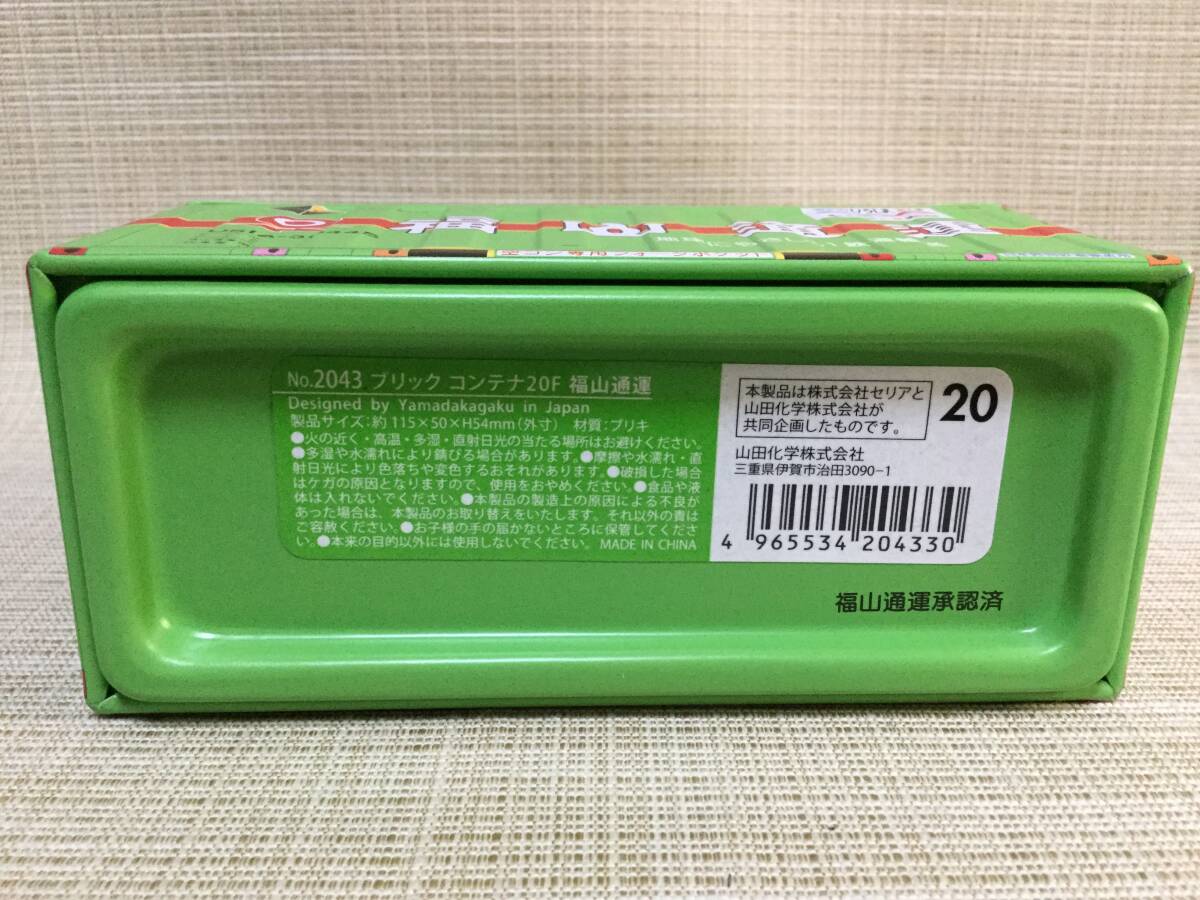 No.2043 ブリック コンテナ20F 福山通運
Designed by Yamadakagaku in Japan
製品サイズ:約 115×50×H54mm(外寸) 材質:ブリキ
●火の近く・高温・多湿・直射日光の当たる場所はお避けください。
●多湿や水濡れにより錆びる場合があります。●摩擦や水濡れ・直
射日光により色落ちや変色するおそれがあります。●破損した場合
はケガの原因となりますので、使用をおやめください。●食品や液
体は入れないでください。●本製品の製造上の原因による不良が
あった場合は、本製品のお取り替えをいたします。それ以外の責は
ご容赦ください。●お子様の手の届かないところに保管してくださ
い。●本来の目的以外には使用しないでください。 MADE IN CHINA
本製品は株式会社セリアと
山田化学株式会社が
共同企画したものです。
20
山田化学株式会社
三重県伊賀市治田3090-1
4 965534 204330
福山通運承認済